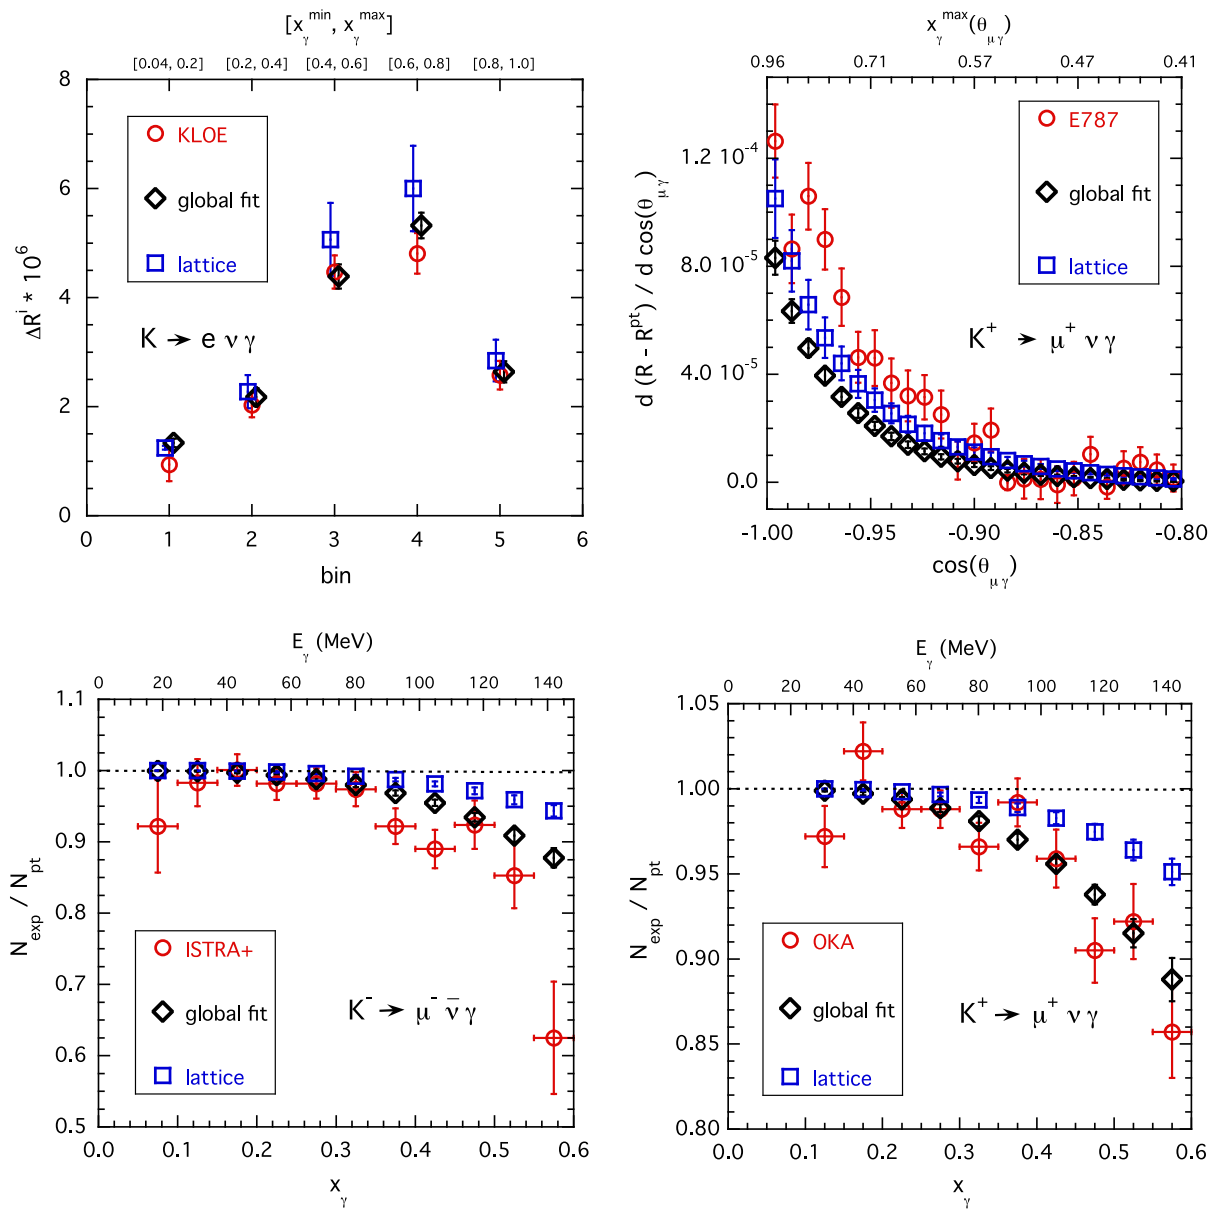 [x_γ^min, x_γ^max]
[0.04, 0.2] [0.2, 0.4] [0.4, 0.6] [0.6, 0.8] [0.8, 1.0]
8
6
4
2
0
ΔR^i * 10^6
KLOE
global fit
lattice
K → e ν γ
0 1 2 3 4 5 6
bin
x_γ^max(θ_μγ)
0.96 0.71 0.57 0.47 0.41
1.2 10^-4
8.0 10^-5
4.0 10^-5
0.0
d (R - R^pt) / d cos(θ_μγ)
E787
global fit
lattice
K^+ → μ^+ ν γ
-1.00 -0.95 -0.90 -0.85 -0.80
cos(θ_μγ)
E_γ (MeV)
0 20 40 60 80 100 120 140
1.1
1.0
0.9
0.8
0.7
0.6
0.5
N_exp / N_pt
ISTRA+
global fit
lattice
K^- → μ^- ν̄ γ
0.0 0.1 0.2 0.3 0.4 0.5 0.6
x_γ
E_γ (MeV)
0 20 40 60 80 100 120 140
1.05
1.00
0.95
0.90
0.85
0.80
N_exp / N_pt
OKA
global fit
lattice
K^+ → μ^+ ν γ
0.0 0.1 0.2 0.3 0.4 0.5 0.6
x_γ